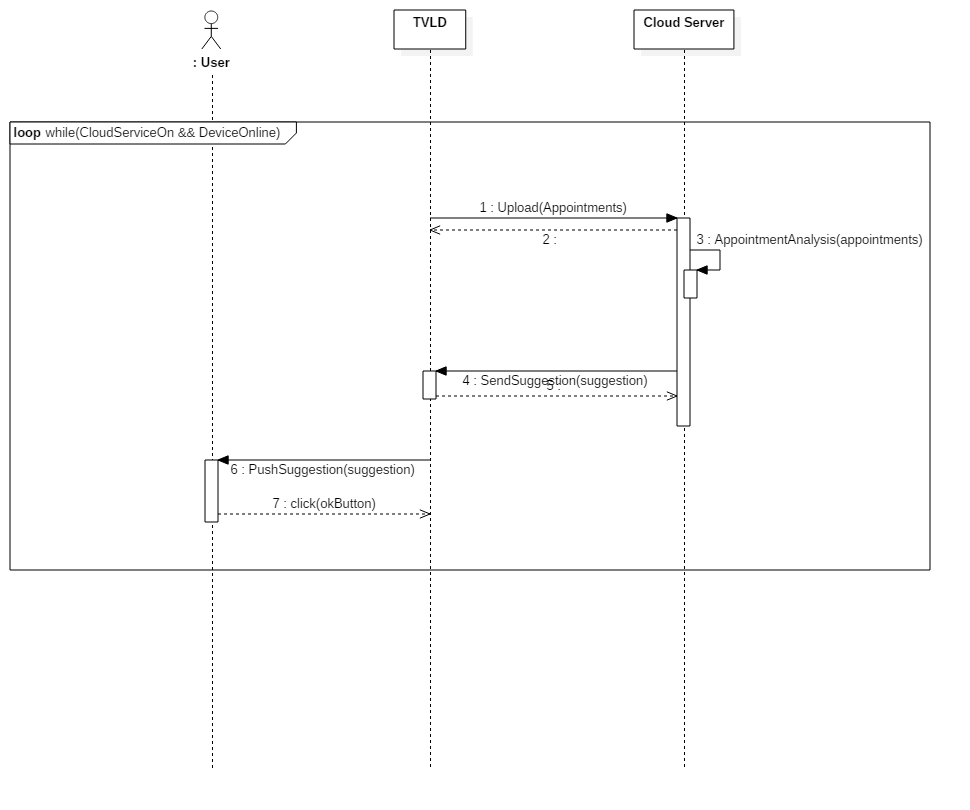 : User
TVLD
Cloud Server
loop while(CloudServiceOn && DeviceOnline)
1 : Upload(Appointments)
2 :
3 : AppointmentAnalysis(appointments)
4 : SendSuggestion(suggestion)
5 :
6 : PushSuggestion(suggestion)
7 : click(okButton)